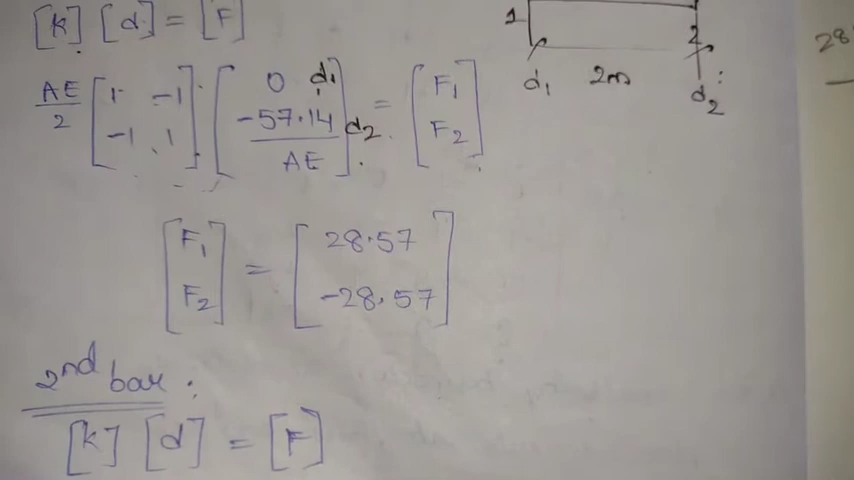 [K] [d] = [F]
1 2
d₁ 2m d₂
28
AE/2 [1 -1; -1 1] [0 d₁; -57.14/AE d₂] = [F₁; F₂]
[F₁; F₂] = [28.57; -28.57]
2nd bar :
[K] [d] = [F]